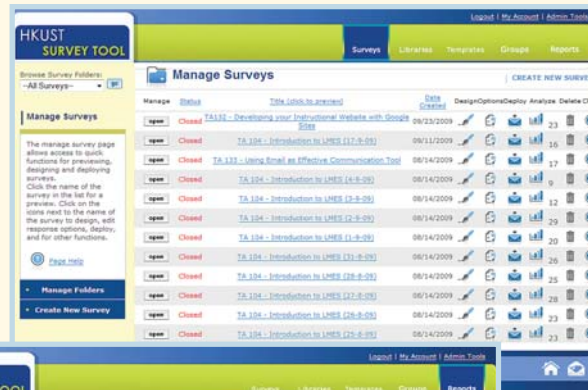 Logout | My Account | Admin Tools
HKUST
SURVEY TOOL
Surveys Libraries Templates Groups Reports
Browse Survey Folders:
--All Surveys--
Manage Surveys
| CREATE NEW SURVE
Manage Status Title (click to preview) Date Created Design Options Deploy Analyze Delete
Manage Surveys
The manage survey page
allows access to quick
functions for previewing,
designing and deploying
surveys.
Click the name of the
survey in the list for a
preview. Click on the
icons next to the name of
the survey to design, edit
response options, deploy,
and for other functions.
Page Help
• Manage Folders
• Create New Survey
open Closed TA132 - Developing your Instructional Website with Google Sites 09/23/2009 23
open Closed TA 104 - Introduction to LMES (17-9-09) 09/11/2009 16
open Closed TA 133 - Using Email as Effective Communication Tool 08/14/2009 17
open Closed TA 104 - Introduction to LMES (4-9-09) 08/14/2009 9
open Closed TA 104 - Introduction to LMES (3-9-09) 08/14/2009 12
open Closed TA 104 - Introduction to LMES (2-9-09) 08/14/2009 29
open Closed TA 104 - Introduction to LMES (1-9-09) 08/14/2009 20
open Closed TA 104 - Introduction to LMES (31-8-09) 08/14/2009 26
open Closed TA 104 - Introduction to LMES (28-8-09) 08/14/2009 25
open Closed TA 104 - Introduction to LMES (27-8-09) 08/14/2009 28
open Closed TA 104 - Introduction to LMES (26-8-09) 08/14/2009 23
open Closed TA 104 - Introduction to LMES (25-8-09) 08/14/2009 23
Logout | My Account | Admin Tools
TOOL
Surveys Libraries Templates Groups Reports